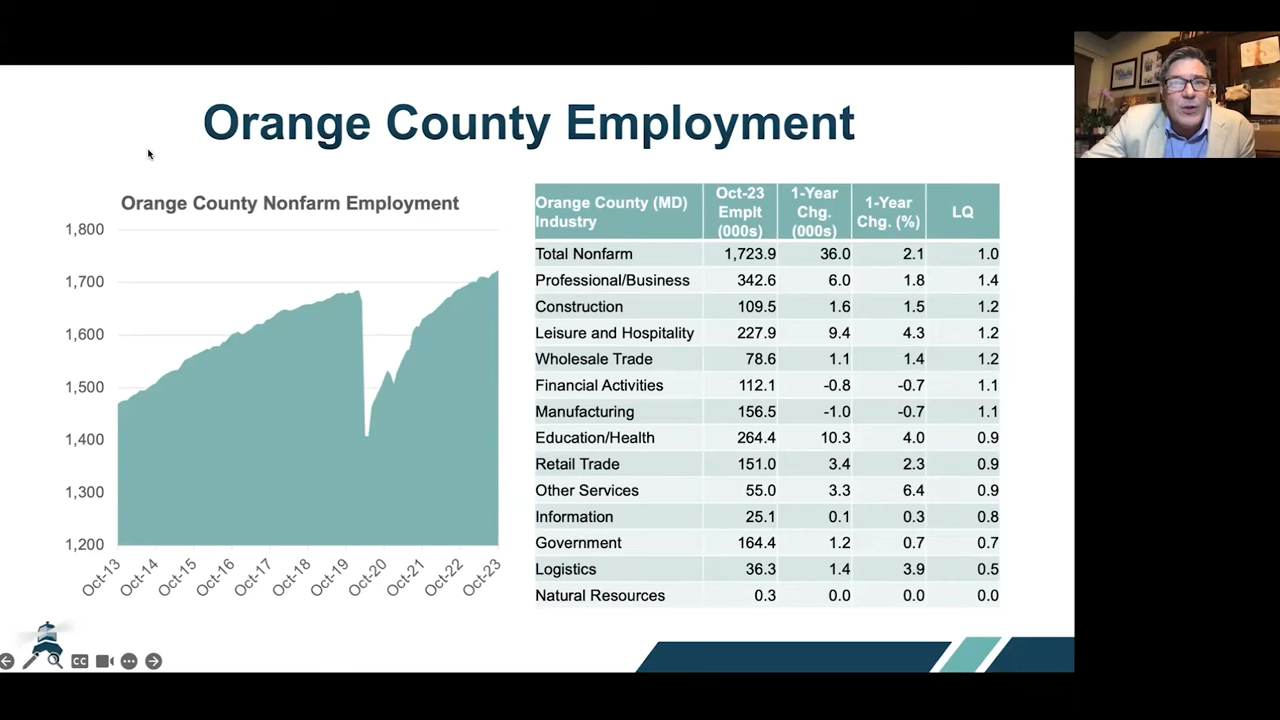 Orange County Employment
Orange County Nonfarm Employment
1,800
1,700
1,600
1,500
1,400
1,300
1,200
Oct-13
Oct-14
Oct-15
Oct-16
Oct-17
Oct-18
Oct-19
Oct-20
Oct-21
Oct-22
Oct-23
Orange County (MD) Industry Oct-23 Emplt (000s) 1-Year Chg. (000s) 1-Year Chg. (%) LQ
Total Nonfarm 1,723.9 36.0 2.1 1.0
Professional/Business 342.6 6.0 1.8 1.4
Construction 109.5 1.6 1.5 1.2
Leisure and Hospitality 227.9 9.4 4.3 1.2
Wholesale Trade 78.6 1.1 1.4 1.2
Financial Activities 112.1 -0.8 -0.7 1.1
Manufacturing 156.5 -1.0 -0.7 1.1
Education/Health 264.4 10.3 4.0 0.9
Retail Trade 151.0 3.4 2.3 0.9
Other Services 55.0 3.3 6.4 0.9
Information 25.1 0.1 0.3 0.8
Government 164.4 1.2 0.7 0.7
Logistics 36.3 1.4 3.9 0.5
Natural Resources 0.3 0.0 0.0 0.0
CC